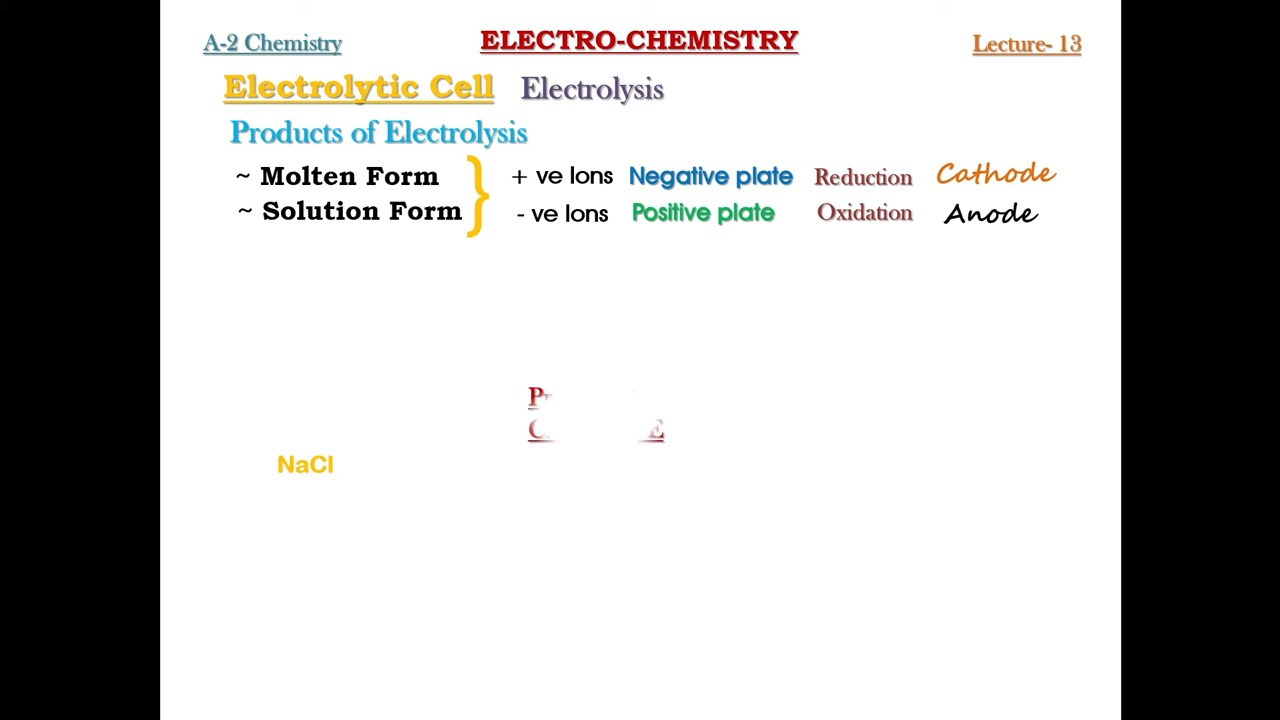 A-2 Chemistry ELECTRO-CHEMISTRY Lecture- 13
Electrolytic Cell Electrolysis
Products of Electrolysis
~ Molten Form } + ve Ions Negative plate Reduction Cathode
~ Solution Form - ve Ions Positive plate Oxidation Anode
NaCl